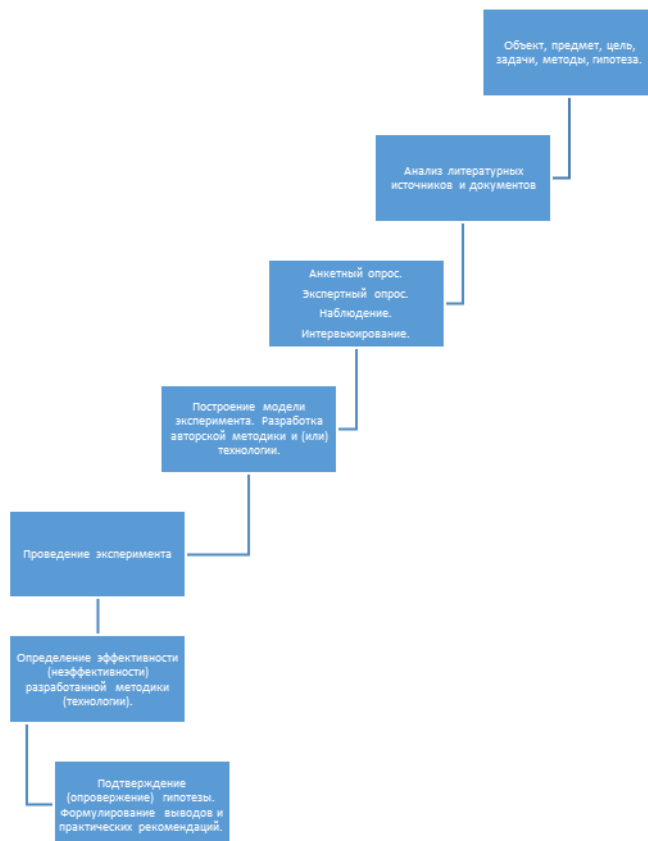 Объект, предмет, цель,
задачи, методы, гипотеза.
Анализ литературных
источников и документов
Анкетный опрос.
Экспертный опрос.
Наблюдение.
Интервьюирование.
Построение модели
эксперимента. Разработка
авторской методики и (или)
технологии.
Проведение эксперимента
Определение эффективности
(неэффективности)
разработанной методики
(технологии).
Подтверждение
(опровержение) гипотезы.
Формулирование выводов и
практических рекомендаций.